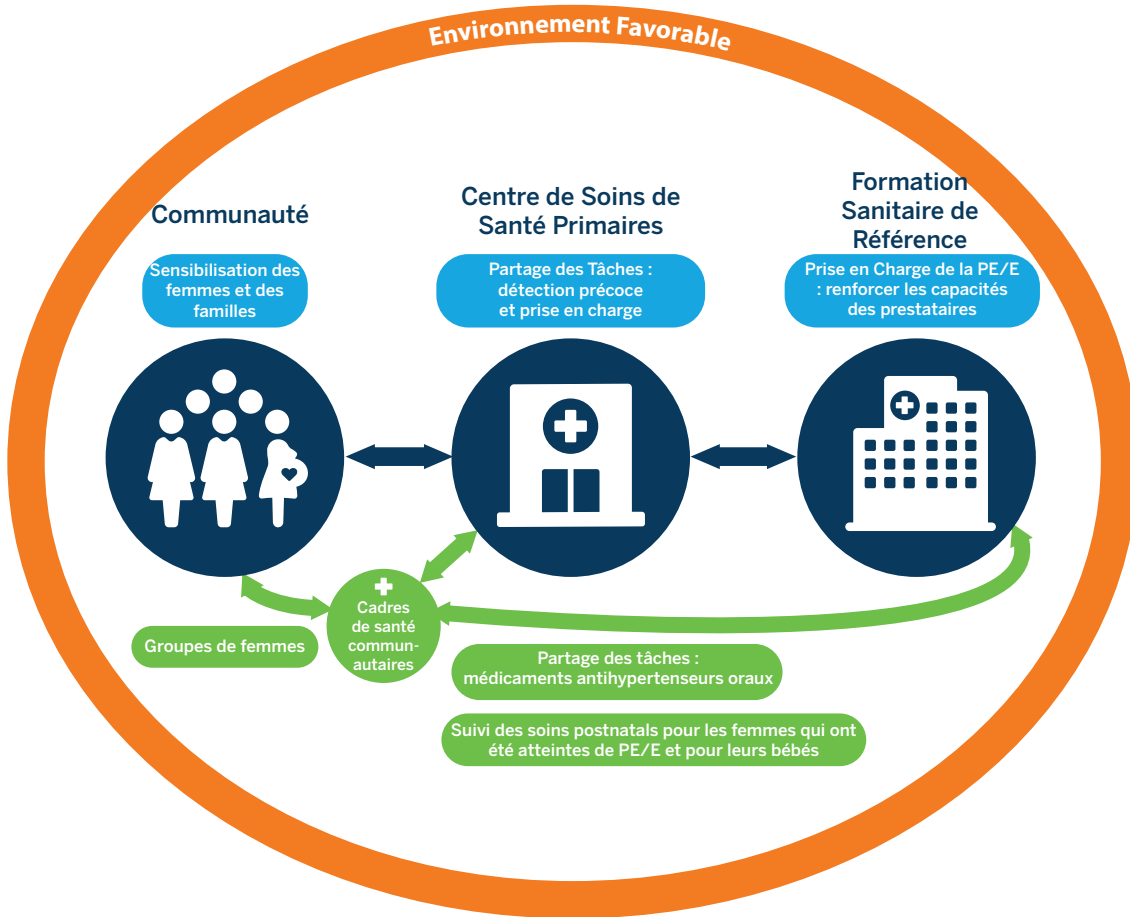 Environnement Favorable
Communauté
Sensibilisation des
femmes et des
familles
Centre de Soins de
Santé Primaires
Partage des Tâches :
détection précoce
et prise en charge
Formation
Sanitaire de
Référence
Prise en Charge de la PE/E
: renforcer les capacités
des prestataires
Groupes de femmes
Cadres
de santé
commun-
autaires
Partage des tâches :
médicaments antihypertenseurs oraux
Suivi des soins postnatals pour les femmes qui ont
été atteintes de PE/E et pour leurs bébés